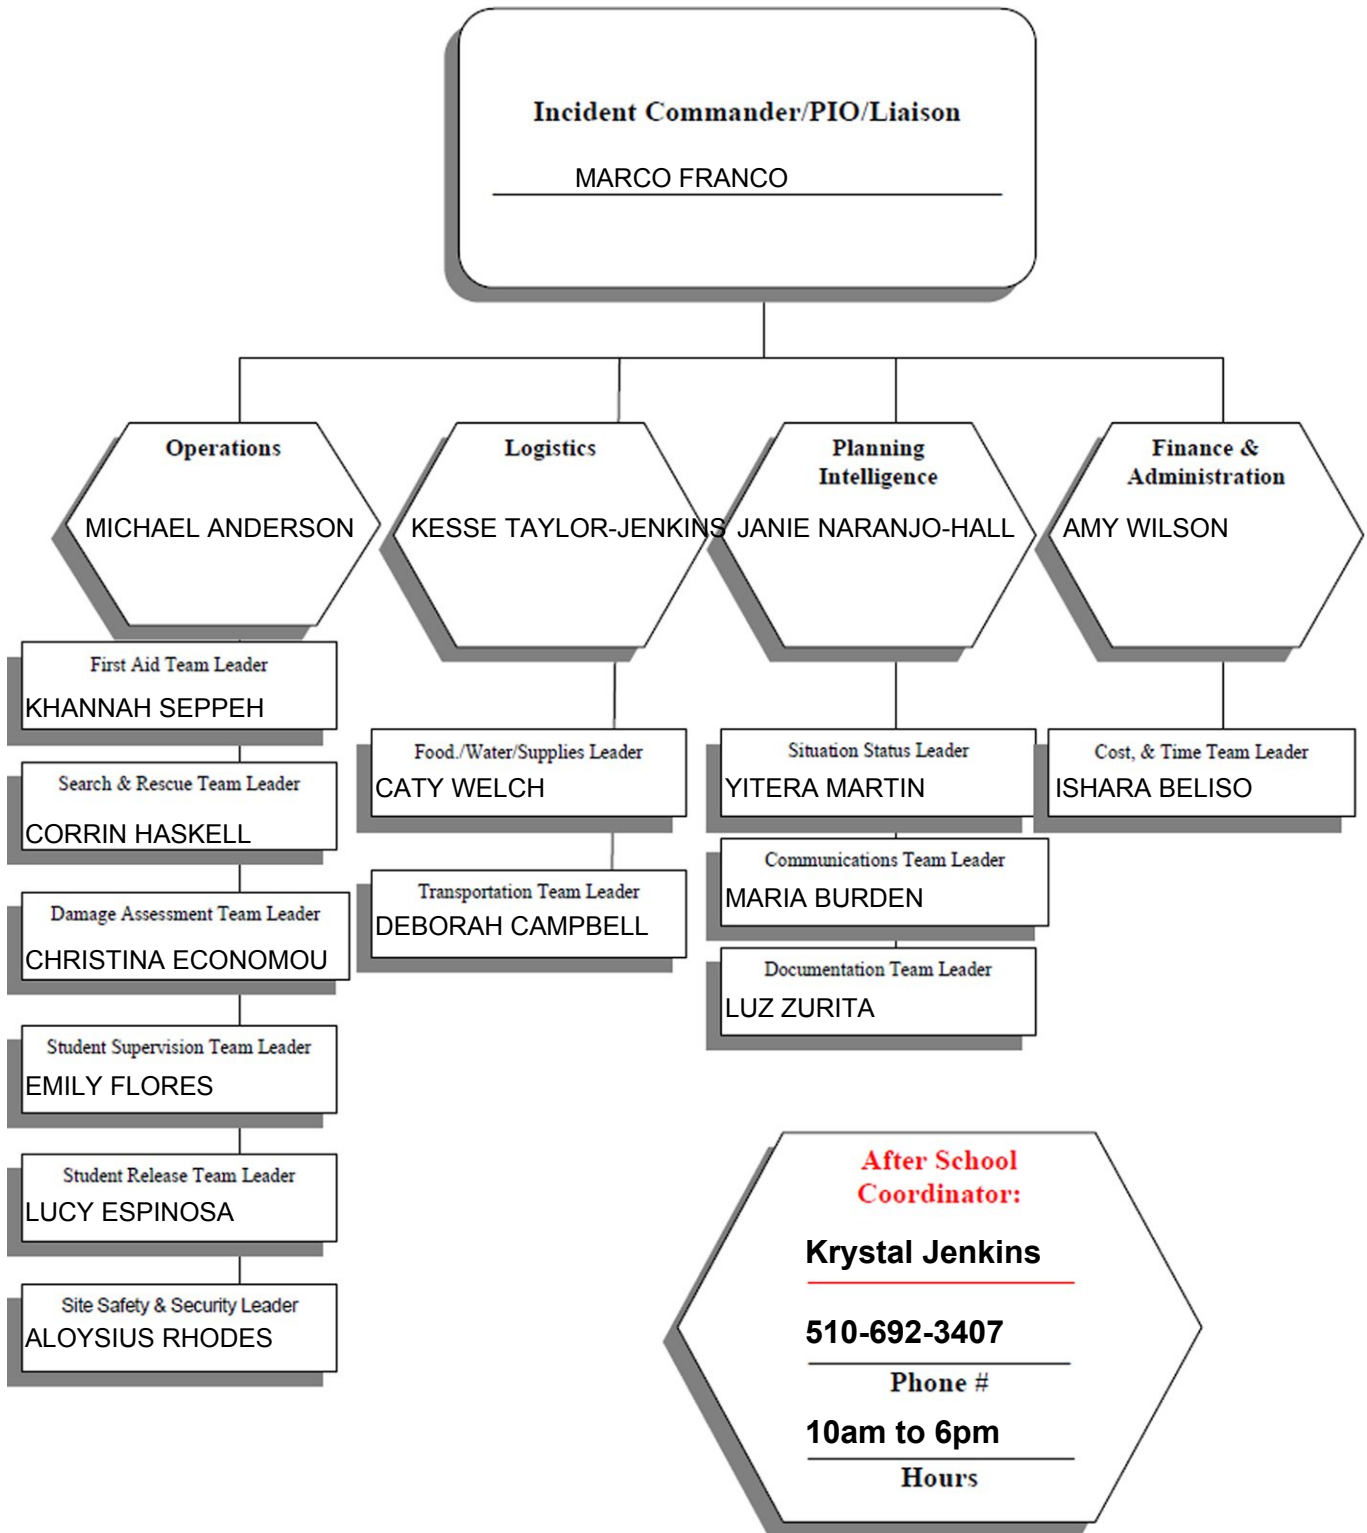 Incident Commander/PIO/Liaison
MARCO FRANCO
Operations
MICHAEL ANDERSON
Logistics
KESSE TAYLOR-JENKINS
Planning
Intelligence
JANIE NARANJO-HALL
Finance &
Administration
AMY WILSON
First Aid Team Leader
KHANNAH SEPPEH
Search & Rescue Team Leader
CORRIN HASKELL
Damage Assessment Team Leader
CHRISTINA ECONOMOU
Student Supervision Team Leader
EMILY FLORES
Student Release Team Leader
LUCY ESPINOSA
Site Safety & Security Leader
ALOYSIUS RHODES
Food./Water/Supplies Leader
CATY WELCH
Transportation Team Leader
DEBORAH CAMPBELL
Situation Status Leader
YITERA MARTIN
Communications Team Leader
MARIA BURDEN
Documentation Team Leader
LUZ ZURITA
Cost, & Time Team Leader
ISHARA BELISO
After School
Coordinator:
Krystal Jenkins
510-692-3407
Phone #
10am to 6pm
Hours